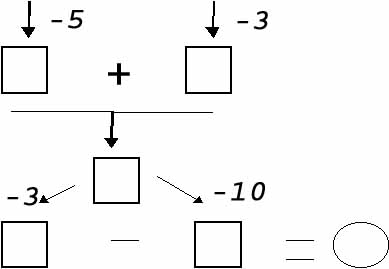 -5 -3
+
-3 -10
— =